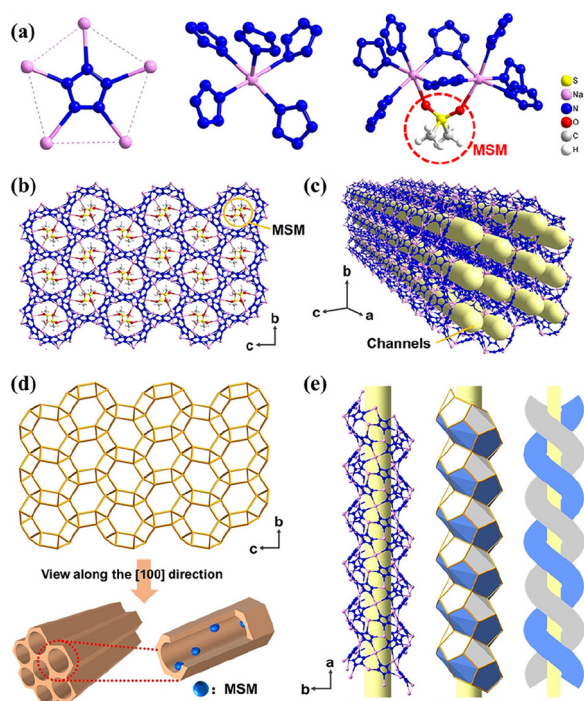 (a)
S
Na
N
O
C
H
MSM
(b)
MSM
b
c
(c)
b
c
a
Channels
(d)
b
c
View along the [100] direction
: MSM
(e)
a
b